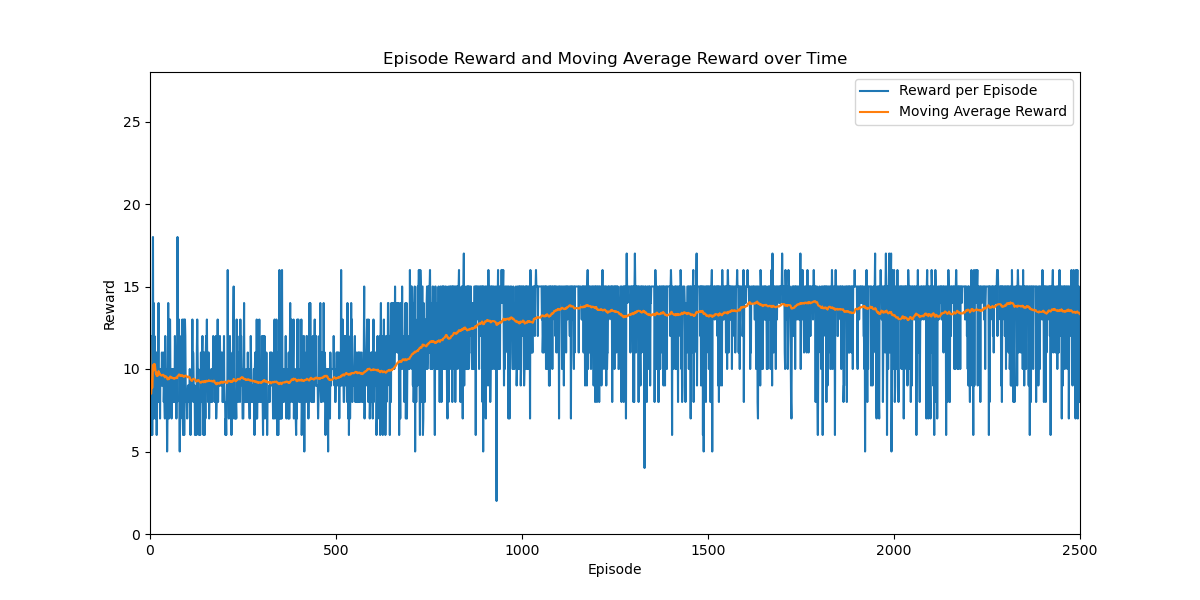 Episode Reward and Moving Average Reward over Time
Reward per Episode
Moving Average Reward
25
20
15
10
5
0
Reward
0 500 1000 1500 2000 2500
Episode